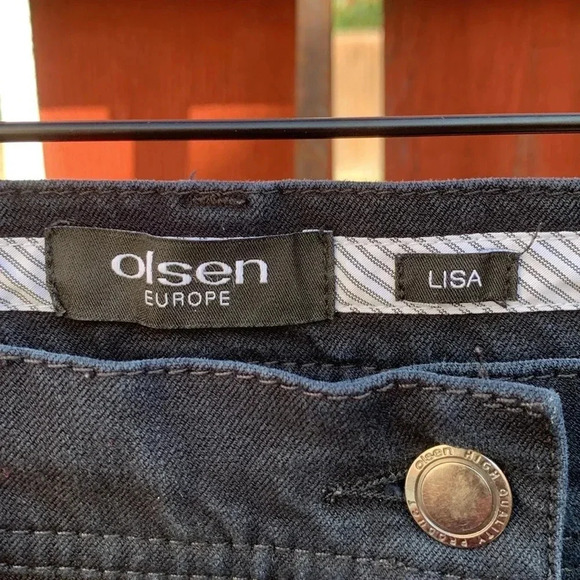 olsen
EUROPE
LISA
olsen HIGH QUALITY PRODUCT